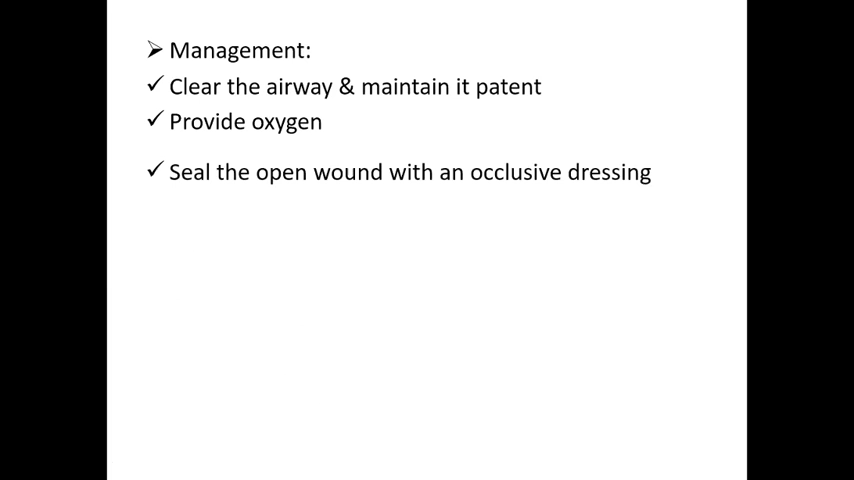 ➢ Management:
✓ Clear the airway & maintain it patent
✓ Provide oxygen
✓ Seal the open wound with an occlusive dressing